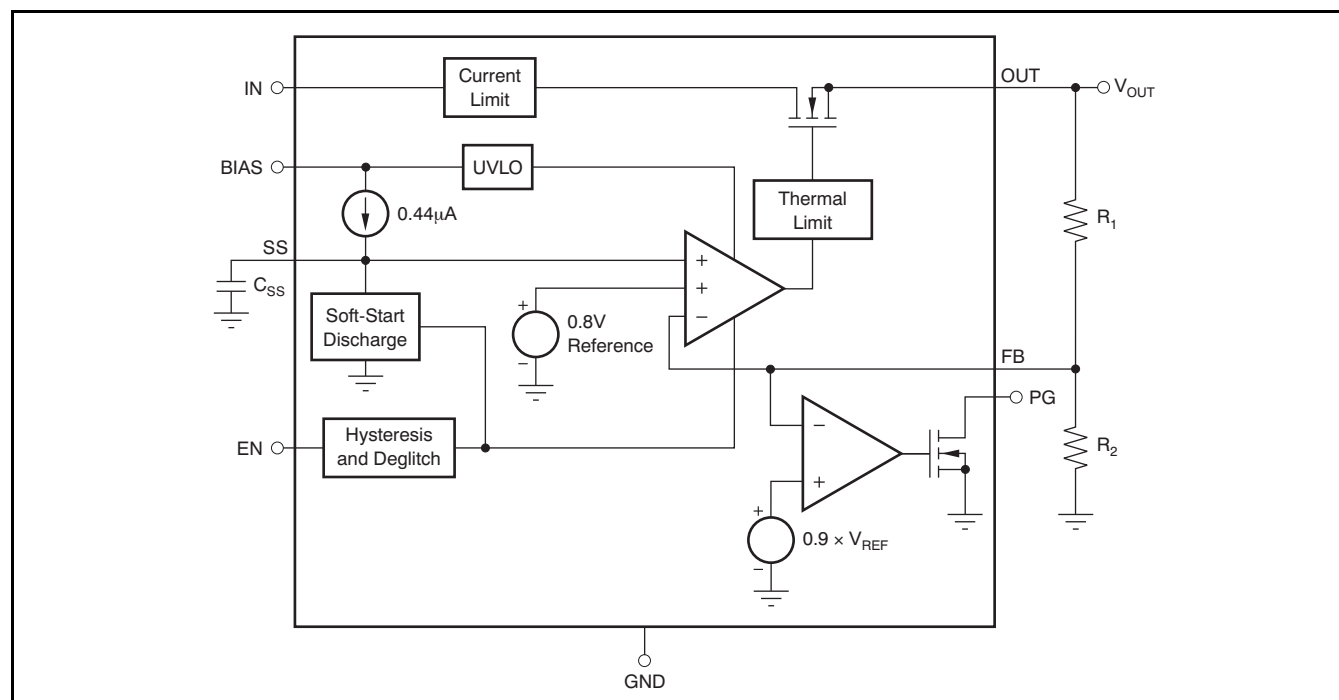 IN
Current
Limit
OUT
V_OUT
BIAS
UVLO
0.44µA
Thermal
Limit
R_1
SS
C_SS
Soft-Start
Discharge
+
+
−
+
−
0.8V
Reference
FB
PG
EN
Hysteresis
and Deglitch
−
+
R_2
+
−
0.9 × V_REF
GND